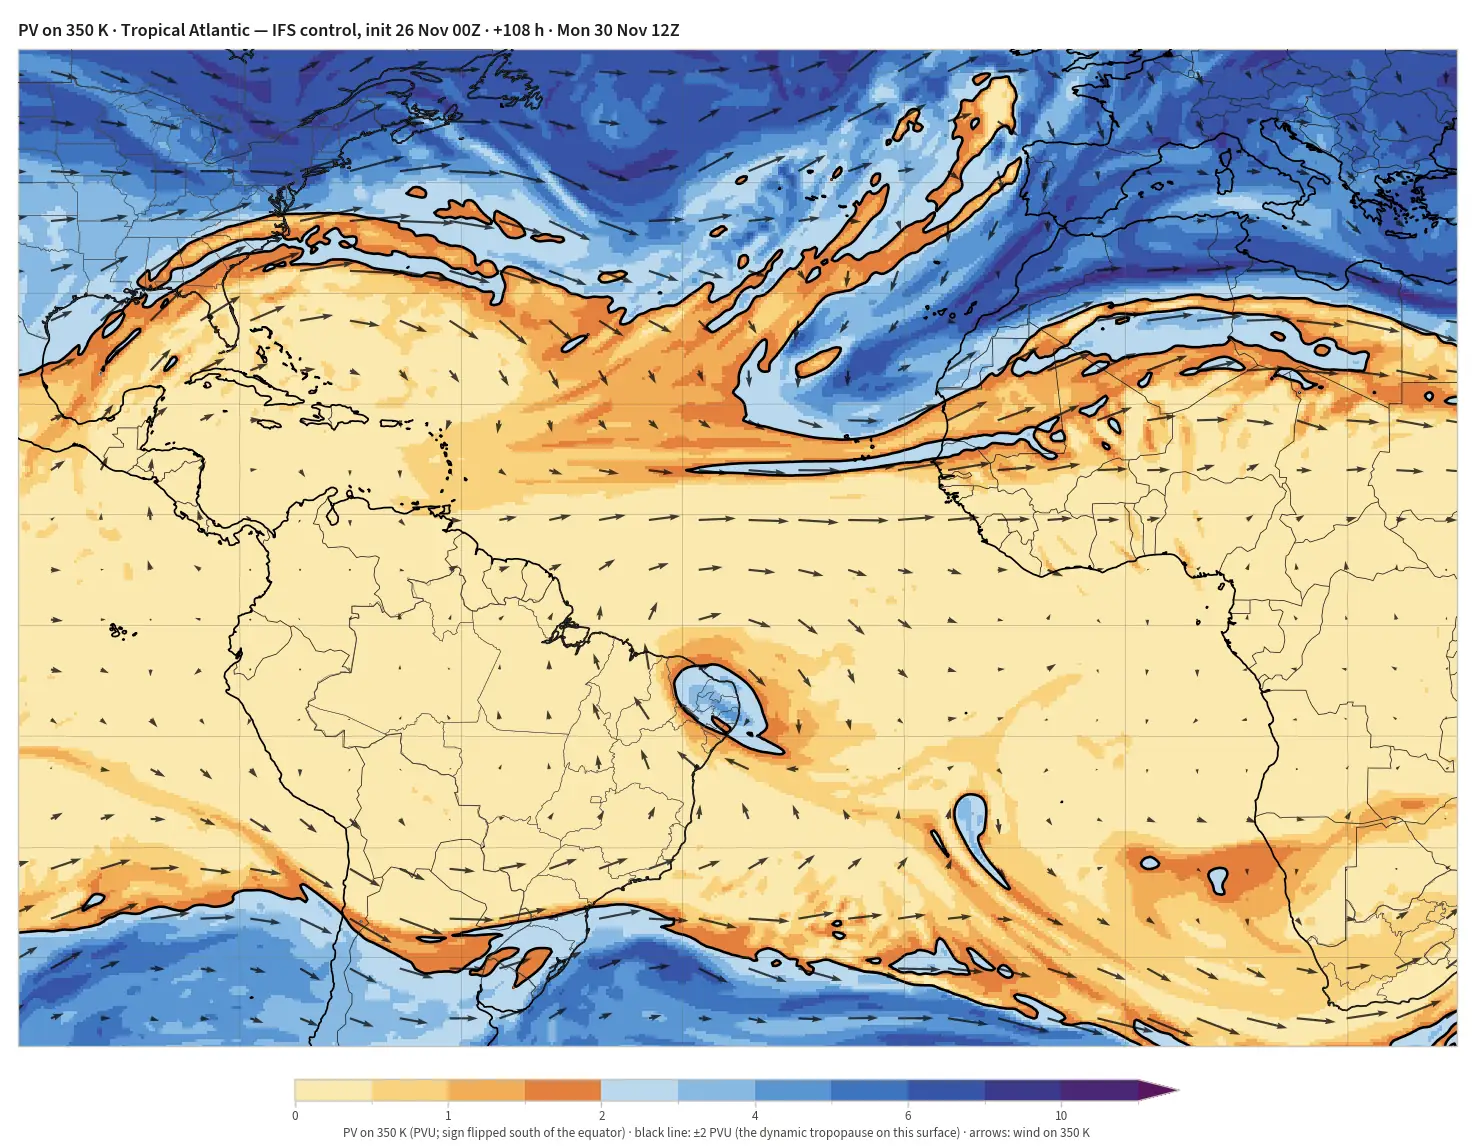 PV on 350 K · Tropical Atlantic — IFS control, init 26 Nov 00Z · +108 h · Mon 30 Nov 12Z
0 1 2 4 6 10
PV on 350 K (PVU; sign flipped south of the equator) · black line: ±2 PVU (the dynamic tropopause on this surface) · arrows: wind on 350 K